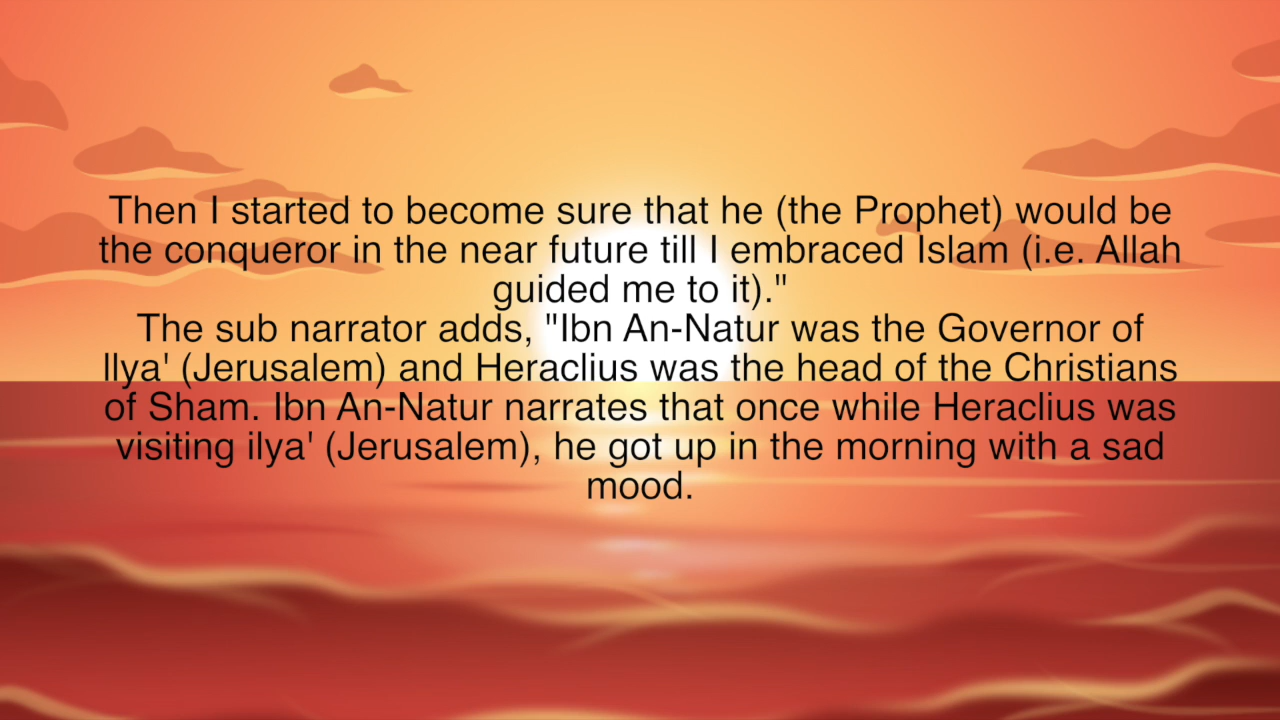 Then I started to become sure that he (the Prophet) would be
the conqueror in the near future till I embraced Islam (i.e. Allah
guided me to it)."
The sub narrator adds, "Ibn An-Natur was the Governor of
llya' (Jerusalem) and Heraclius was the head of the Christians
of Sham. Ibn An-Natur narrates that once while Heraclius was
visiting ilya' (Jerusalem), he got up in the morning with a sad
mood.